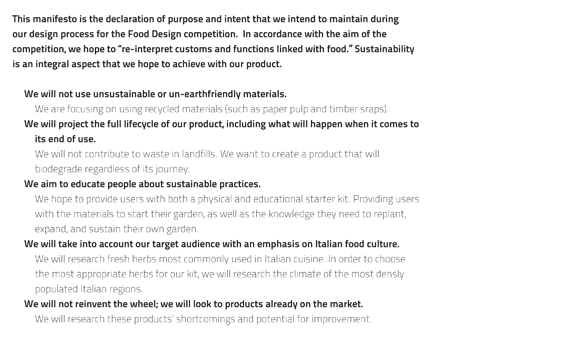 This manifesto is the declaration of purpose and intent that we intend to maintain during
our design process for the Food Design competition.  In accordance with the aim of the
competition, we hope to “re-interpret customs and functions linked with food.” Sustainability
is an integral aspect that we hope to achieve with our product.
We will not use unsustainable or un-earthfriendly materials.
We are focusing on using recycled materials (such as paper pulp and timber sraps).
We will project the full lifecycle of our product, including what will happen when it comes to
its end of use.
We will not contribute to waste in landfills. We want to create a product that will
biodegrade regardless of its journey.
We aim to educate people about sustainable practices.
We hope to provide users with both a physical and educational starter kit. Providing users
with the materials to start their garden, as well as the knowledge they need to replant,
expand, and sustain their own garden.
We will take into account our target audience with an emphasis on Italian food culture.
We will research fresh herbs most commonly used in Italian cuisine. In order to choose
the most appropriate herbs for our kit, we will research the climate of the most densly
populated Italian regions.
We will not reinvent the wheel; we will look to products already on the market.
We will research these products' shortcomings and potential for improvement.